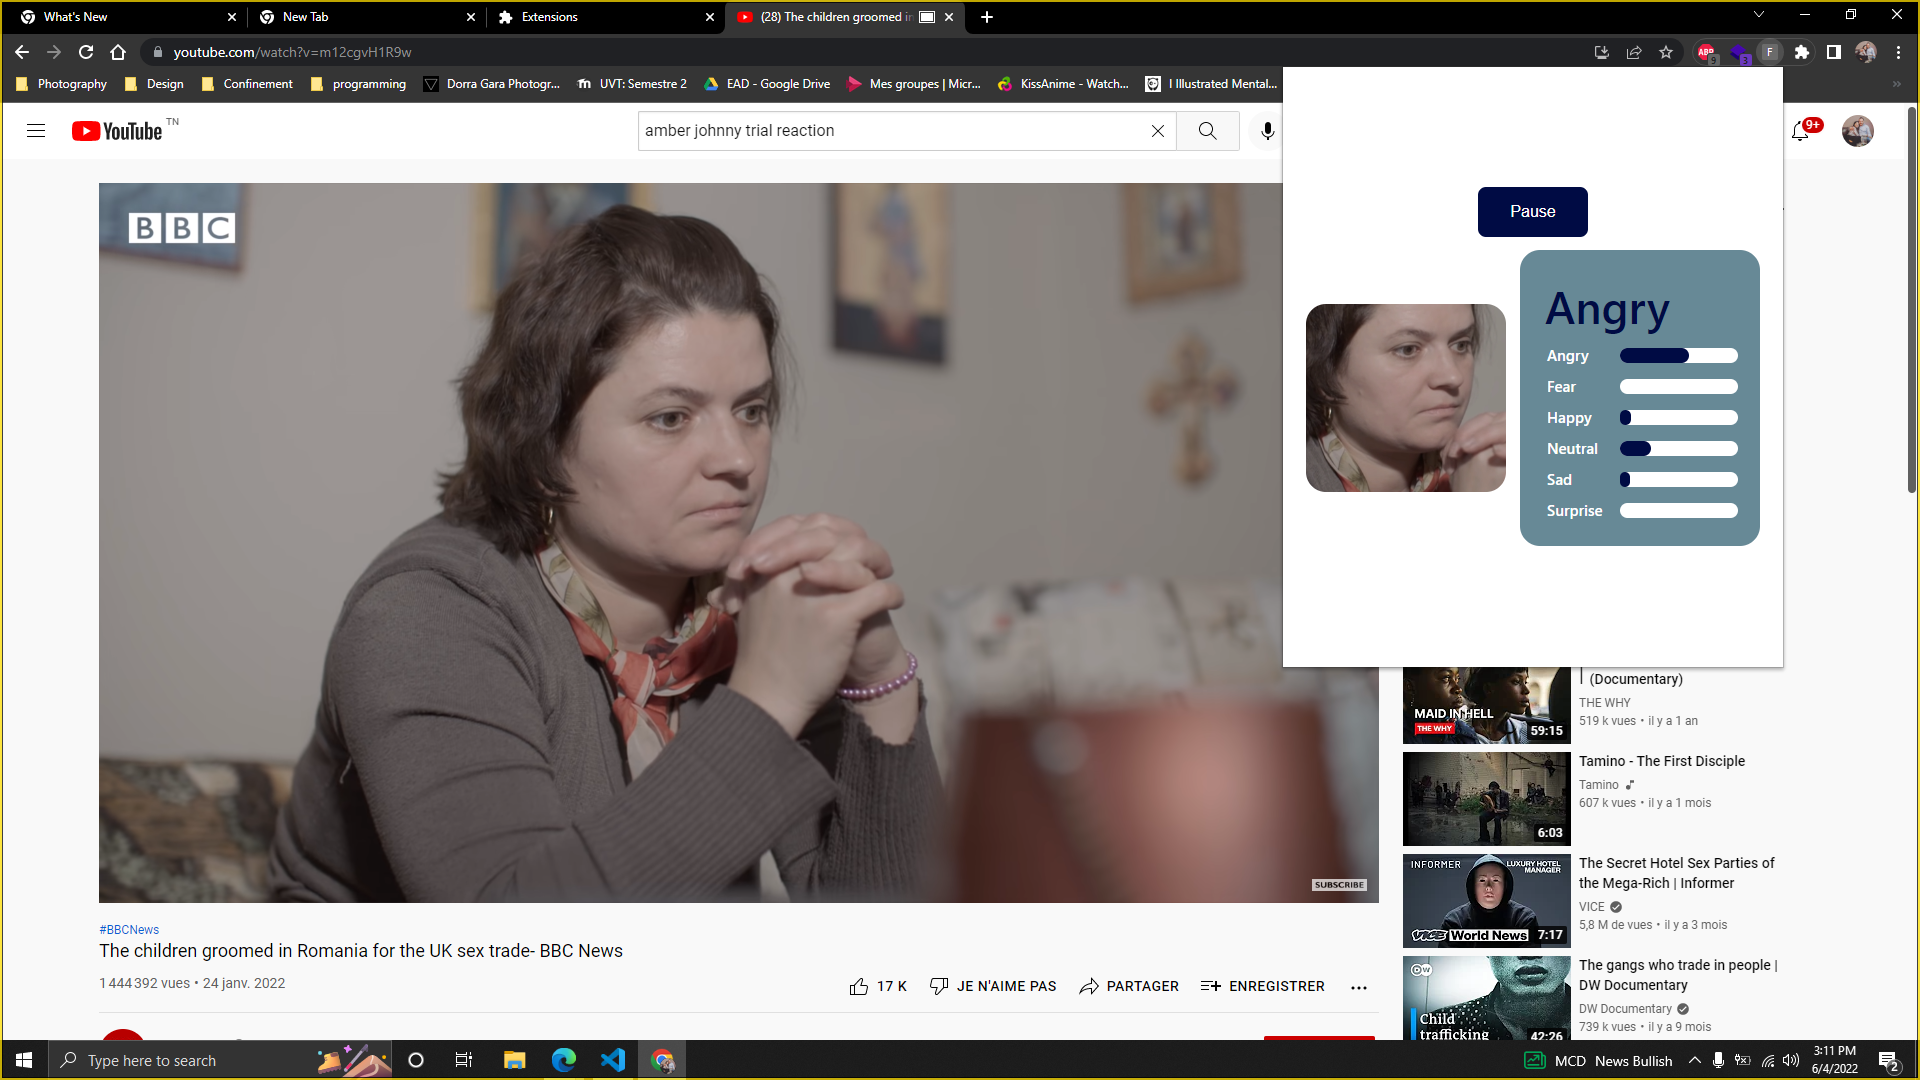 What's New
New Tab
Extensions
(28) The children groomed in
youtube.com/watch?v=m12cgvH1R9w
ABP
9
3
F
Photography
Design
Confinement
programming
Dorra Gara Photogr...
UVT: Semestre 2
EAD - Google Drive
Mes groupes | Micr...
KissAnime - Watch...
I Illustrated Mental...
YouTube TN
amber johnny trial reaction
9+
BBC
Pause
Angry
Angry
Fear
Happy
Neutral
Sad
Surprise
SUBSCRIBE
#BBCNews
The children groomed in Romania for the UK sex trade- BBC News
1 444 392 vues • 24 janv. 2022
17 K
JE N'AIME PAS
PARTAGER
ENREGISTRER
MAID IN HELL
THE WHY
59:15
| (Documentary)
THE WHY
519 k vues • il y a 1 an
6:03
Tamino - The First Disciple
Tamino
607 k vues • il y a 1 mois
INFORMER
LUXURY HOTEL
MANAGER
VICE World News
7:17
The Secret Hotel Sex Parties of
the Mega-Rich | Informer
VICE
5,8 M de vues • il y a 3 mois
DW
Child
trafficking
42:26
The gangs who trade in people |
DW Documentary
DW Documentary
739 k vues • il y a 9 mois
Type here to search
MCD News Bullish
3:11 PM
6/4/2022
2